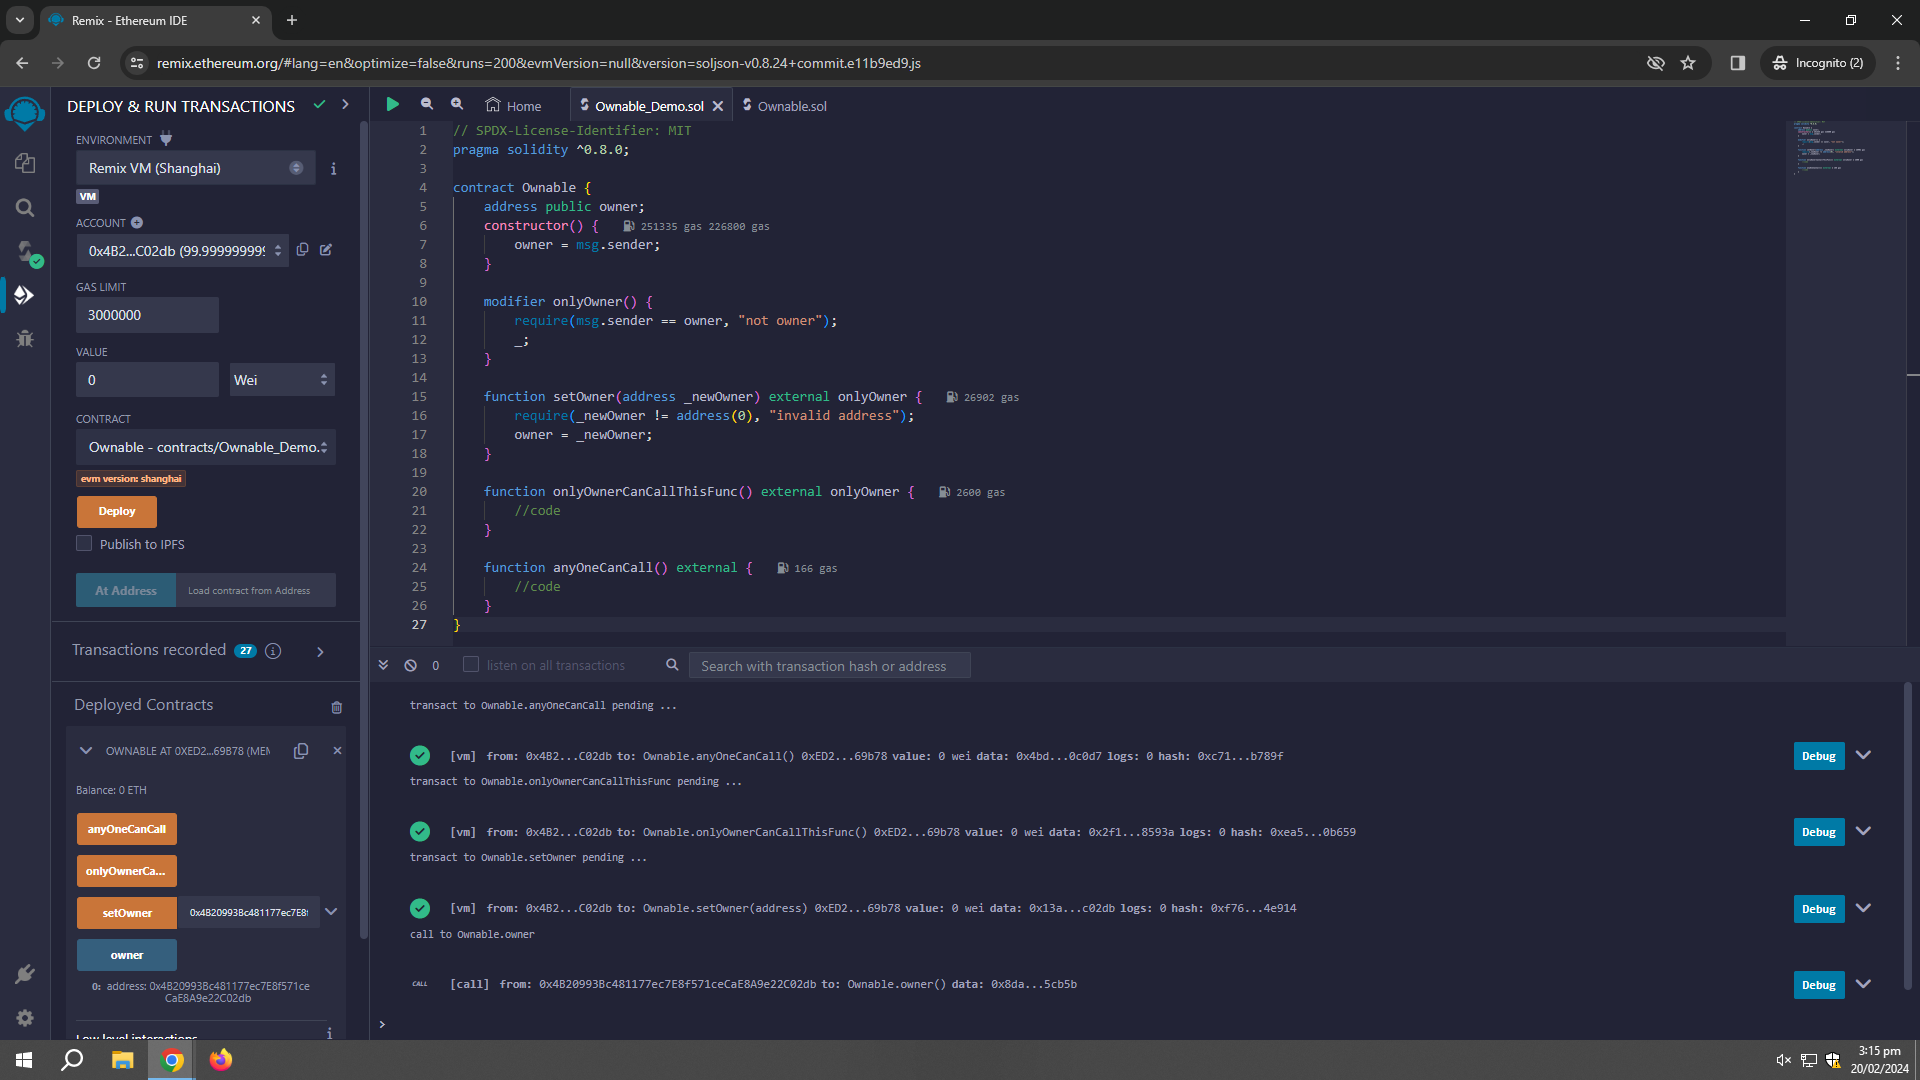 Remix - Ethereum IDE
remix.ethereum.org/#lang=en&optimize=false&runs=200&evmVersion=null&version=soljson-v0.8.24+commit.e11b9ed9.js
Incognito (2)
DEPLOY & RUN TRANSACTIONS
ENVIRONMENT
Remix VM (Shanghai)
VM
ACCOUNT
0x4B2...C02db (99.9999999999
GAS LIMIT
3000000
VALUE
0
Wei
CONTRACT
Ownable - contracts/Ownable_Demo.
evm version: shanghai
Deploy
Publish to IPFS
At Address
Load contract from Address
Transactions recorded 27
Deployed Contracts
OWNABLE AT 0XED2...69B78 (MEM
Balance: 0 ETH
anyOneCanCall
onlyOwnerCa...
setOwner
0x4B20993Bc481177ec7E8f
owner
0: address: 0x4B20993Bc481177ec7E8f571ce
CaE8A9e22C02db
Low level interactions
Home
Ownable_Demo.sol
Ownable.sol
1 // SPDX-License-Identifier: MIT
2 pragma solidity ^0.8.0;
3
4 contract Ownable {
5 address public owner;
6 constructor() { 251335 gas 226800 gas
7 owner = msg.sender;
8 }
9
10 modifier onlyOwner() {
11 require(msg.sender == owner, "not owner");
12 _;
13 }
14
15 function setOwner(address _newOwner) external onlyOwner { 26902 gas
16 require(_newOwner != address(0), "invalid address");
17 owner = _newOwner;
18 }
19
20 function onlyOwnerCanCallThisFunc() external onlyOwner { 2600 gas
21 //code
22 }
23
24 function anyOneCanCall() external { 166 gas
25 //code
26 }
27 }
0
listen on all transactions
Search with transaction hash or address
transact to Ownable.anyOneCanCall pending ...
[vm] from: 0x4B2...C02db to: Ownable.anyOneCanCall() 0xED2...69b78 value: 0 wei data: 0x4bd...0c0d7 logs: 0 hash: 0xc71...b789f
Debug
transact to Ownable.onlyOwnerCanCallThisFunc pending ...
[vm] from: 0x4B2...C02db to: Ownable.onlyOwnerCanCallThisFunc() 0xED2...69b78 value: 0 wei data: 0x2f1...8593a logs: 0 hash: 0xea5...0b659
Debug
transact to Ownable.setOwner pending ...
[vm] from: 0x4B2...C02db to: Ownable.setOwner(address) 0xED2...69b78 value: 0 wei data: 0x13a...c02db logs: 0 hash: 0xf76...4e914
Debug
call to Ownable.owner
CALL [call] from: 0x4B20993Bc481177ec7E8f571ceCaE8A9e22C02db to: Ownable.owner() data: 0x8da...5cb5b
Debug
>
3:15 pm
20/02/2024